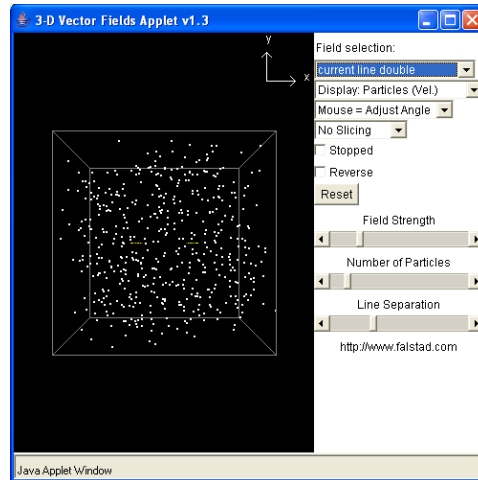 3-D Vector Fields Applet v1.3
y
x
Field selection:
current line double
Display: Particles (Vel.)
Mouse = Adjust Angle
No Slicing
Stopped
Reverse
Reset
Field Strength
Number of Particles
Line Separation
http://www.falstad.com
Java Applet Window